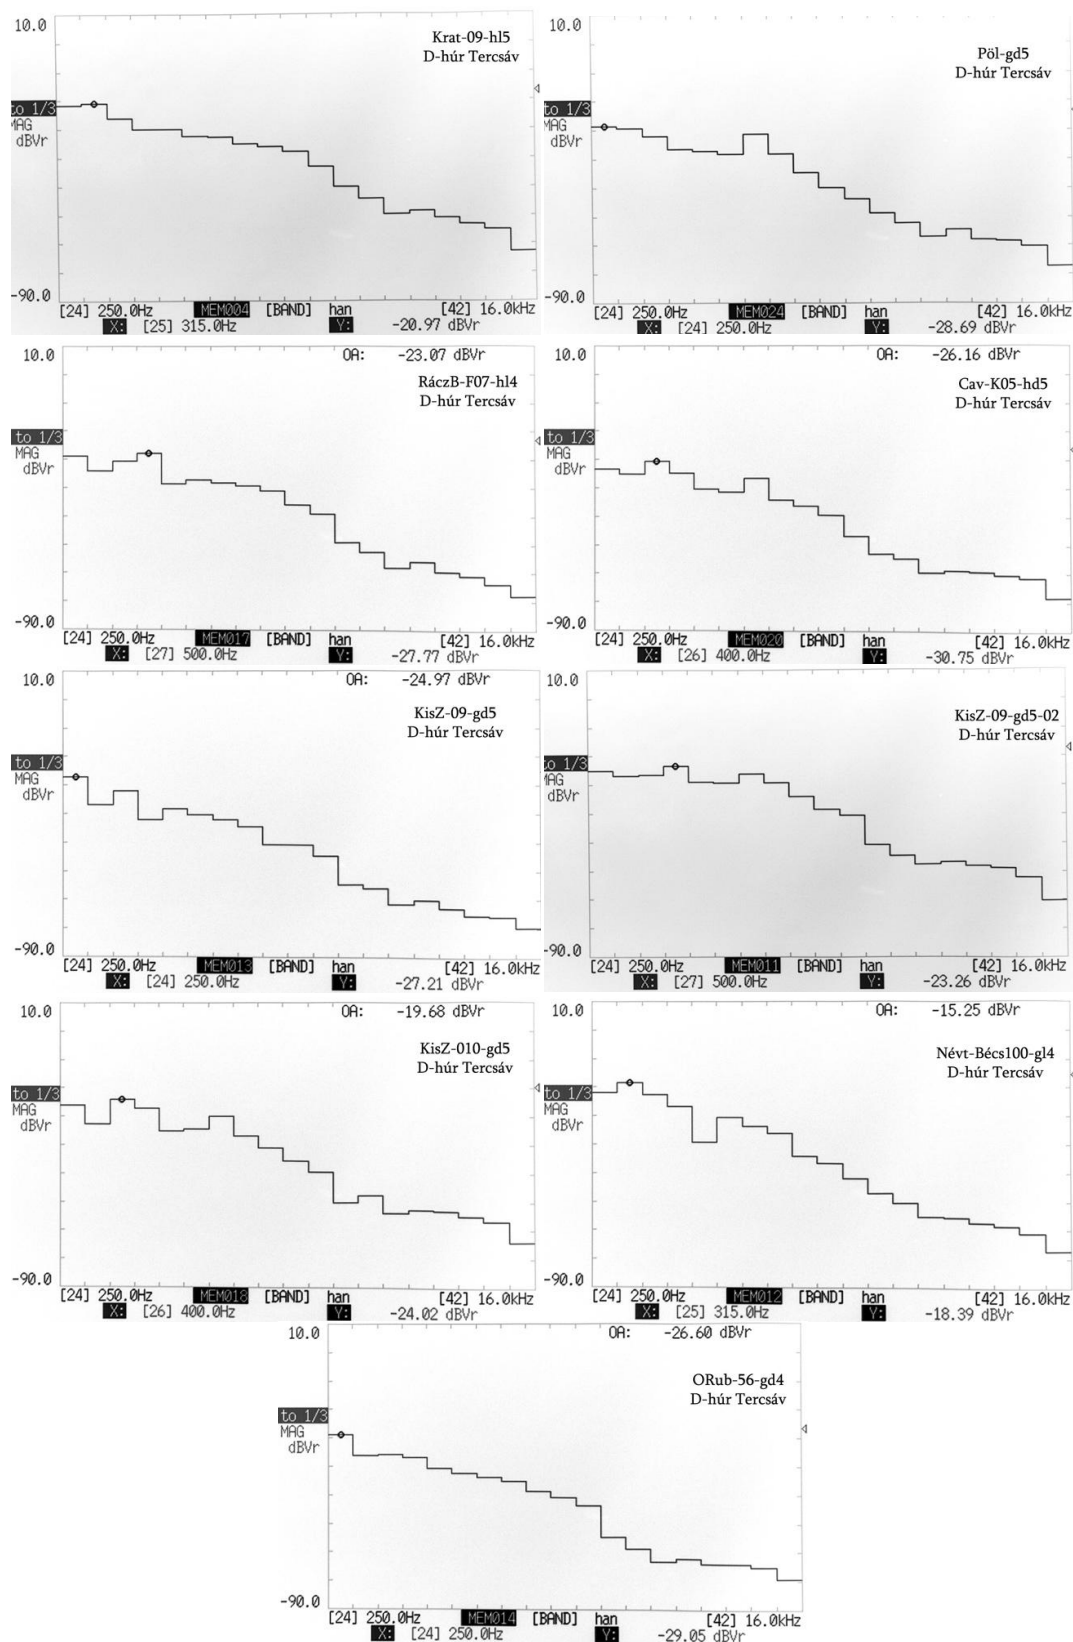 10.0
Krat-09-hl5
D-húr Tercsáv
to 1/3
MAG
dBVr
-90.0
[24] 250.0Hz MEM004 [BAND] han [42] 16.0kHz
X: [25] 315.0Hz Y: -20.97 dBVr
10.0
Pöl-gd5
D-húr Tercsáv
to 1/3
MAG
dBVr
-90.0
[24] 250.0Hz MEM024 [BAND] han [42] 16.0kHz
X: [24] 250.0Hz Y: -28.69 dBVr
10.0 OA: -23.07 dBVr
RáczB-F07-hl4
D-húr Tercsáv
to 1/3
MAG
dBVr
-90.0
[24] 250.0Hz MEM017 [BAND] han [42] 16.0kHz
X: [27] 500.0Hz Y: -27.77 dBVr
10.0 OA: -26.16 dBVr
Cav-K05-hd5
D-húr Tercsáv
to 1/3
MAG
dBVr
-90.0
[24] 250.0Hz MEM020 [BAND] han [42] 16.0kHz
X: [26] 400.0Hz Y: -30.75 dBVr
10.0 OA: -24.97 dBVr
KisZ-09-gd5
D-húr Tercsáv
to 1/3
MAG
dBVr
-90.0
[24] 250.0Hz MEM013 [BAND] han [42] 16.0kHz
X: [24] 250.0Hz Y: -27.21 dBVr
10.0
KisZ-09-gd5-02
D-húr Tercsáv
to 1/3
MAG
dBVr
-90.0
[24] 250.0Hz MEM011 [BAND] han [42] 16.0kHz
X: [27] 500.0Hz Y: -23.26 dBVr
10.0 OA: -19.68 dBVr
KisZ-010-gd5
D-húr Tercsáv
to 1/3
MAG
dBVr
-90.0
[24] 250.0Hz MEM018 [BAND] han [42] 16.0kHz
X: [26] 400.0Hz Y: -24.02 dBVr
10.0 OA: -15.25 dBVr
Névt-Bécs100-gl4
D-húr Tercsáv
to 1/3
MAG
dBVr
-90.0
[24] 250.0Hz MEM012 [BAND] han [42] 16.0kHz
X: [25] 315.0Hz Y: -18.39 dBVr
10.0 OA: -26.60 dBVr
ORub-56-gd4
D-húr Tercsáv
to 1/3
MAG
dBVr
-90.0
[24] 250.0Hz MEM014 [BAND] han [42] 16.0kHz
X: [24] 250.0Hz Y: -29.05 dBVr